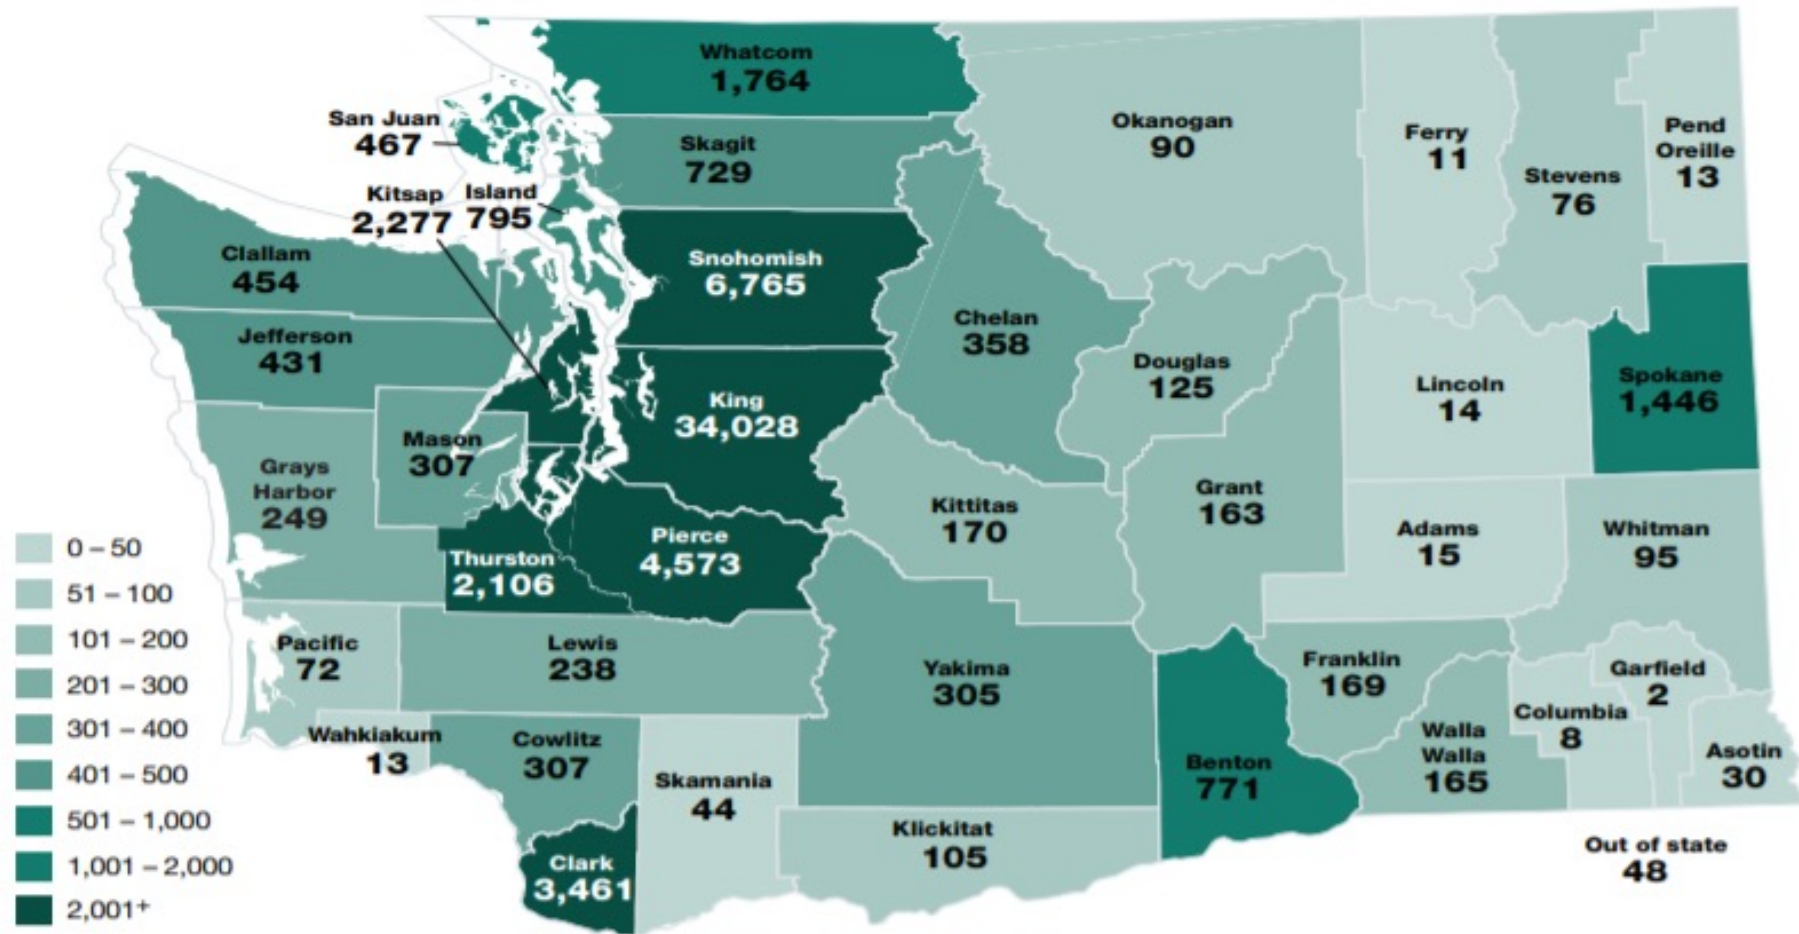 Whatcom
1,764
San Juan
467
Skagit
729
Kitsap
2,277
Island
795
Okanogan
90
Ferry
11
Stevens
76
Pend
Oreille
13
Clallam
454
Snohomish
6,765
Jefferson
431
Chelan
358
Douglas
125
Lincoln
14
Spokane
1,446
King
34,028
Mason
307
Grays
Harbor
249
Kittitas
170
Grant
163
Adams
15
Whitman
95
Thurston
2,106
Pierce
4,573
Pacific
72
Lewis
238
Yakima
305
Franklin
169
Garfield
2
Columbia
8
Asotin
30
Walla
Walla
165
Benton
771
Wahkiakum
13
Cowlitz
307
Skamania
44
Klickitat
105
Clark
3,461
Out of state
48
0 – 50
51 – 100
101 – 200
201 – 300
301 – 400
401 – 500
501 – 1,000
1,001 – 2,000
2,001+